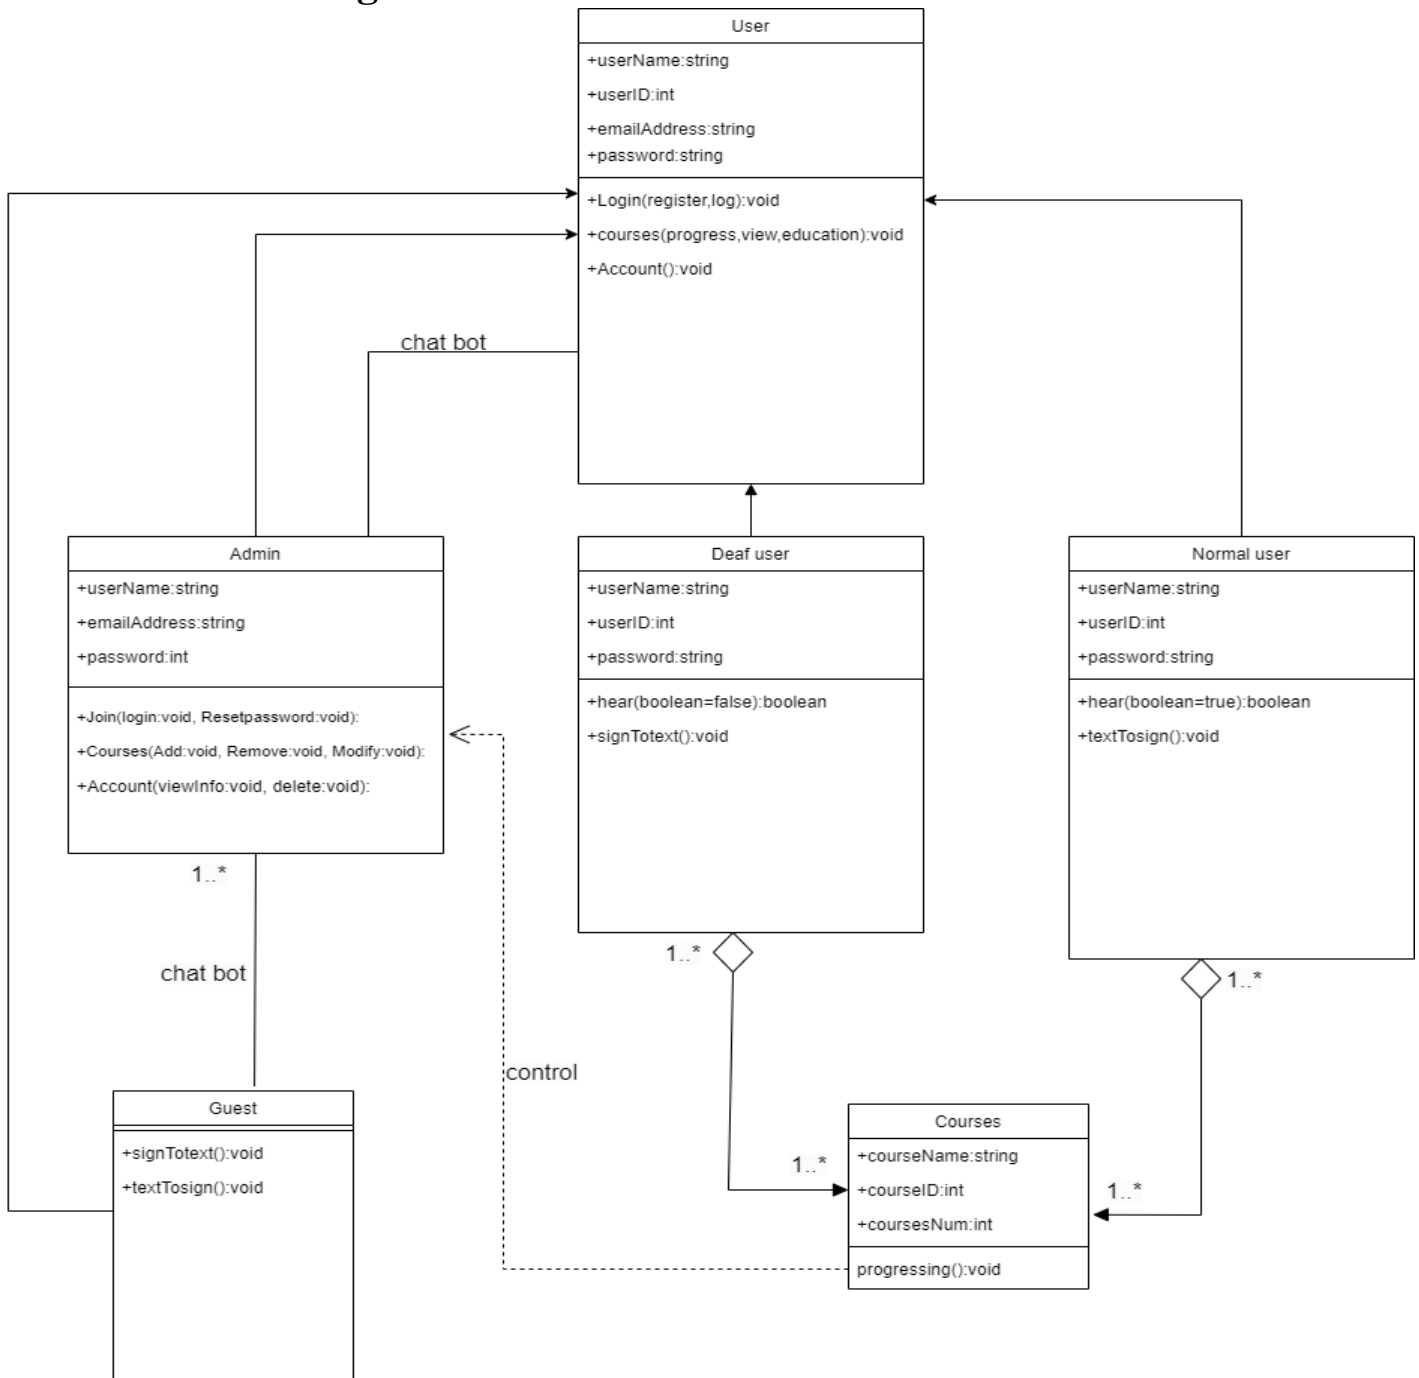 User
+userName:string
+userID:int
+emailAddress:string
+password:string
+Login(register,log):void
+courses(progress,view,education):void
+Account():void
chat bot
Admin
+userName:string
+emailAddress:string
+password:int
+Join(login:void, Resetpassword:void):
+Courses(Add:void, Remove:void, Modify:void):
+Account(viewInfo:void, delete:void):
Deaf user
+userName:string
+userID:int
+password:string
+hear(boolean=false):boolean
+signTotext():void
Normal user
+userName:string
+userID:int
+password:string
+hear(boolean=true):boolean
+textTosign():void
1..*
chat bot
1..*
1..*
control
Guest
+signTotext():void
+textTosign():void
1..*
Courses
+courseName:string
+courseID:int
+coursesNum:int
progressing():void
1..*